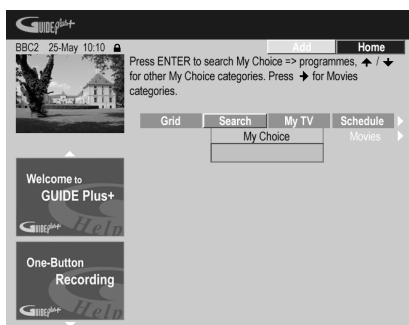 GUIDE Plus+
BBC2 25-May 10:10
Add Home
Press ENTER to search My Choice => programmes, ↑ / ↓
for other My Choice categories. Press → for Movies
categories.
Grid Search My TV Schedule
My Choice Movies
Welcome to
GUIDE Plus+
GUIDE Plus+ Help
One-Button
Recording
GUIDE Plus+ Help